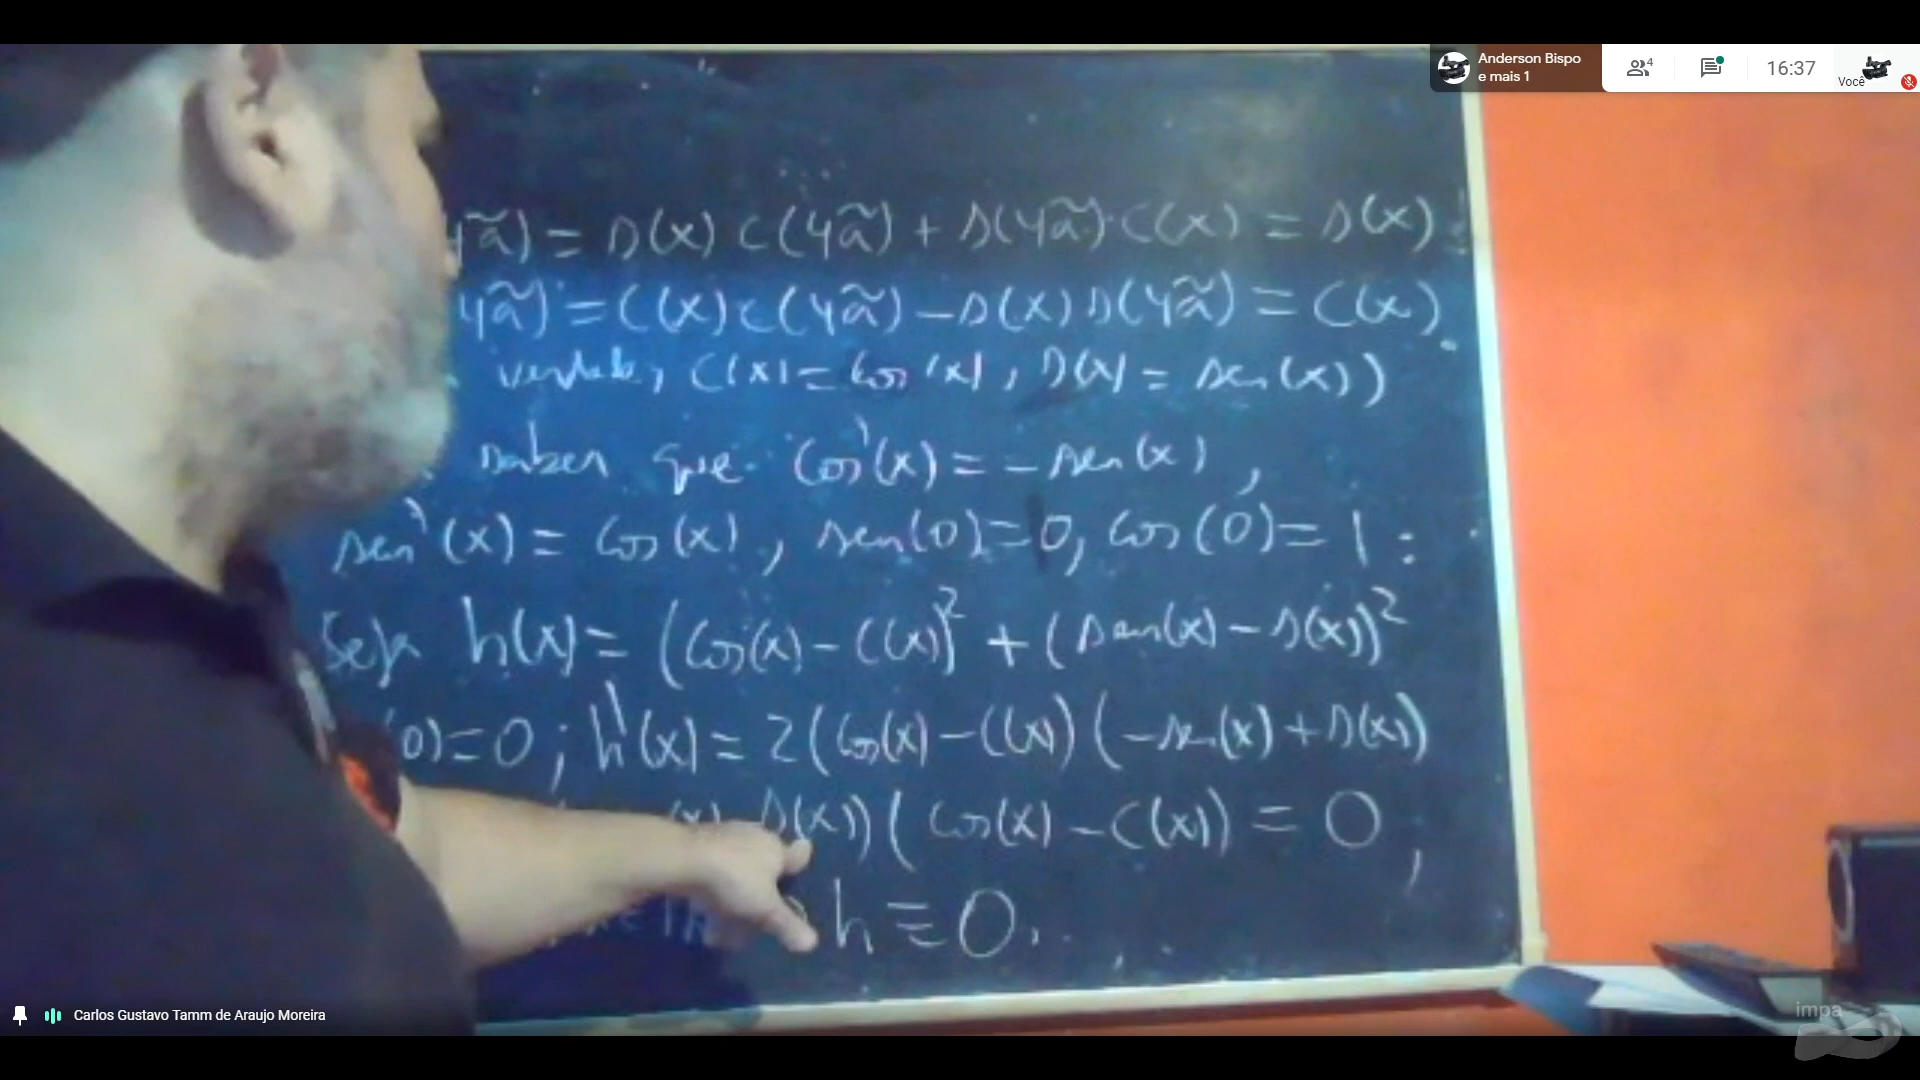 Anderson Bispo
e mais 1
4
16:37
Você
4ã) = s(x) c(4ã) + s(4ã)·c(x) = s(x)
4ã) = c(x) c(4ã) – s(x) s(4ã) = c(x).
verdade, c(x) = cos(x), s(x) = sen(x))
sabem que cos'(x) = – sen(x),
sen'(x) = cos(x), sen(0) = 0, cos(0) = 1 :
Seja h(x) = (cos(x) – c(x))² + (sen(x) – s(x))²
(0) = 0 ; h'(x) = 2(cos(x) – c(x)) (–sen(x) + s(x))
(x) – s(x)) (cos(x) – c(x)) = 0,
h ≡ 0.
Carlos Gustavo Tamm de Araujo Moreira
impa